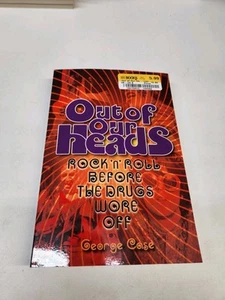 Out of
our
Heads
ROCK 'N' ROLL
BEFORE
THE DRUGS
WORE
OFF
George Case